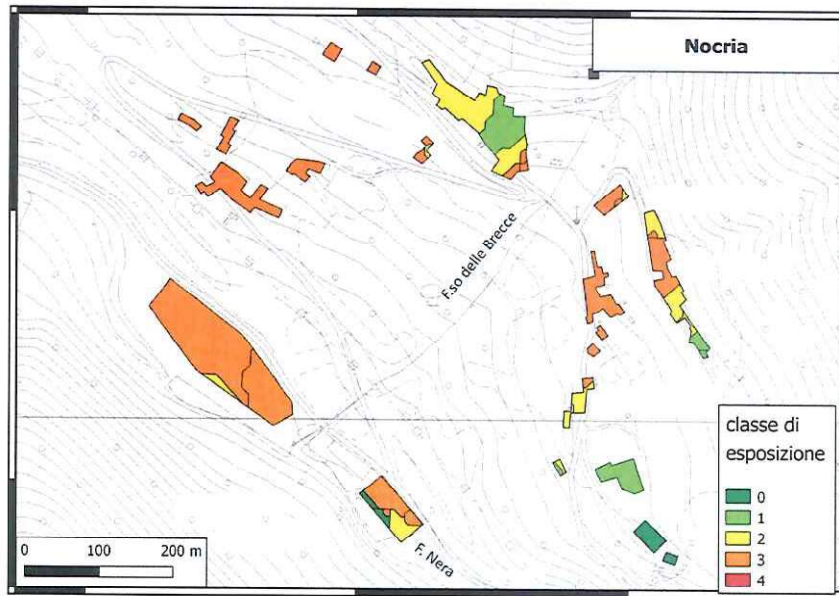 Nocria
F.so delle Brecce
F. Nera
0 100 200 m
classe di
esposizione
0
1
2
3
4